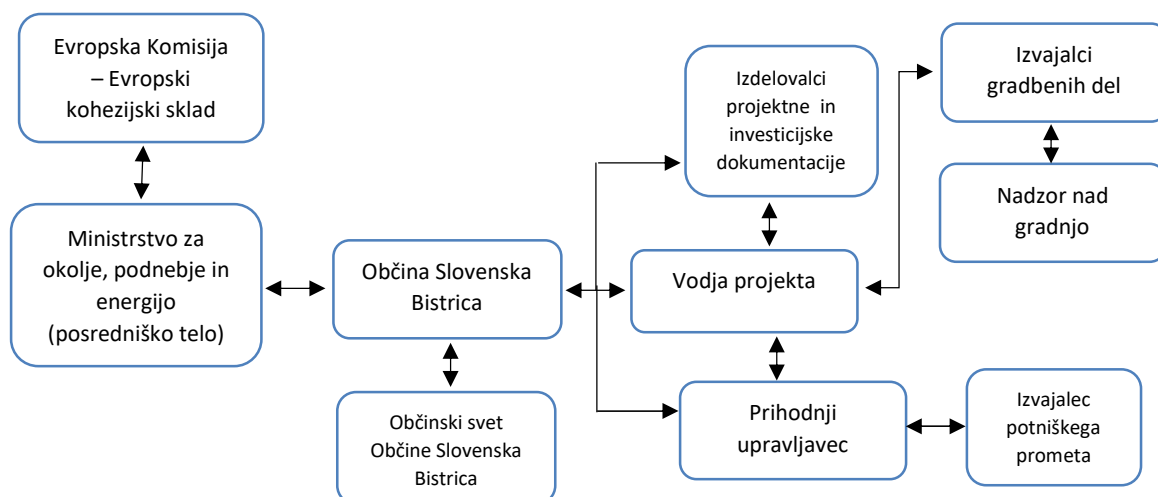 Evropska Komisija
– Evropski
kohezijski sklad
Ministrstvo za
okolje, podnebje in
energijo
(posredniško telo)
Občina Slovenska
Bistrica
Občinski svet
Občine Slovenska
Bistrica
Izdelovalci
projektne in
investicijske
dokumentacije
Vodja projekta
Prihodnji
upravljavec
Izvajalci
gradbenih del
Nadzor nad
gradnjo
Izvajalec
potniškega
prometa